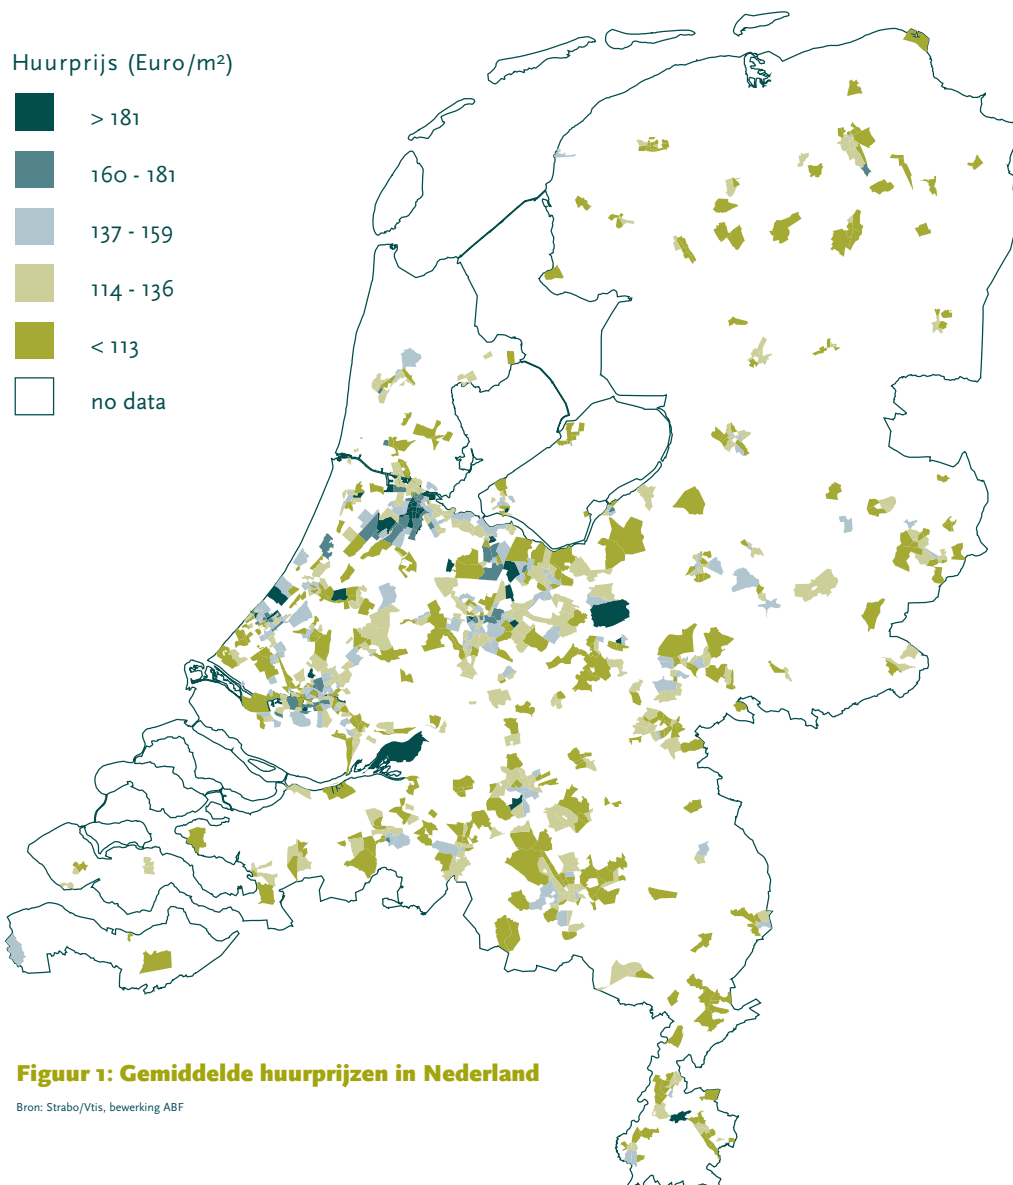 Huurprijs (Euro/m²)
> 181
160 - 181
137 - 159
114 - 136
< 113
no data
Figuur 1: Gemiddelde huurprijzen in Nederland
Bron: Strabo/Vtis, bewerking ABF